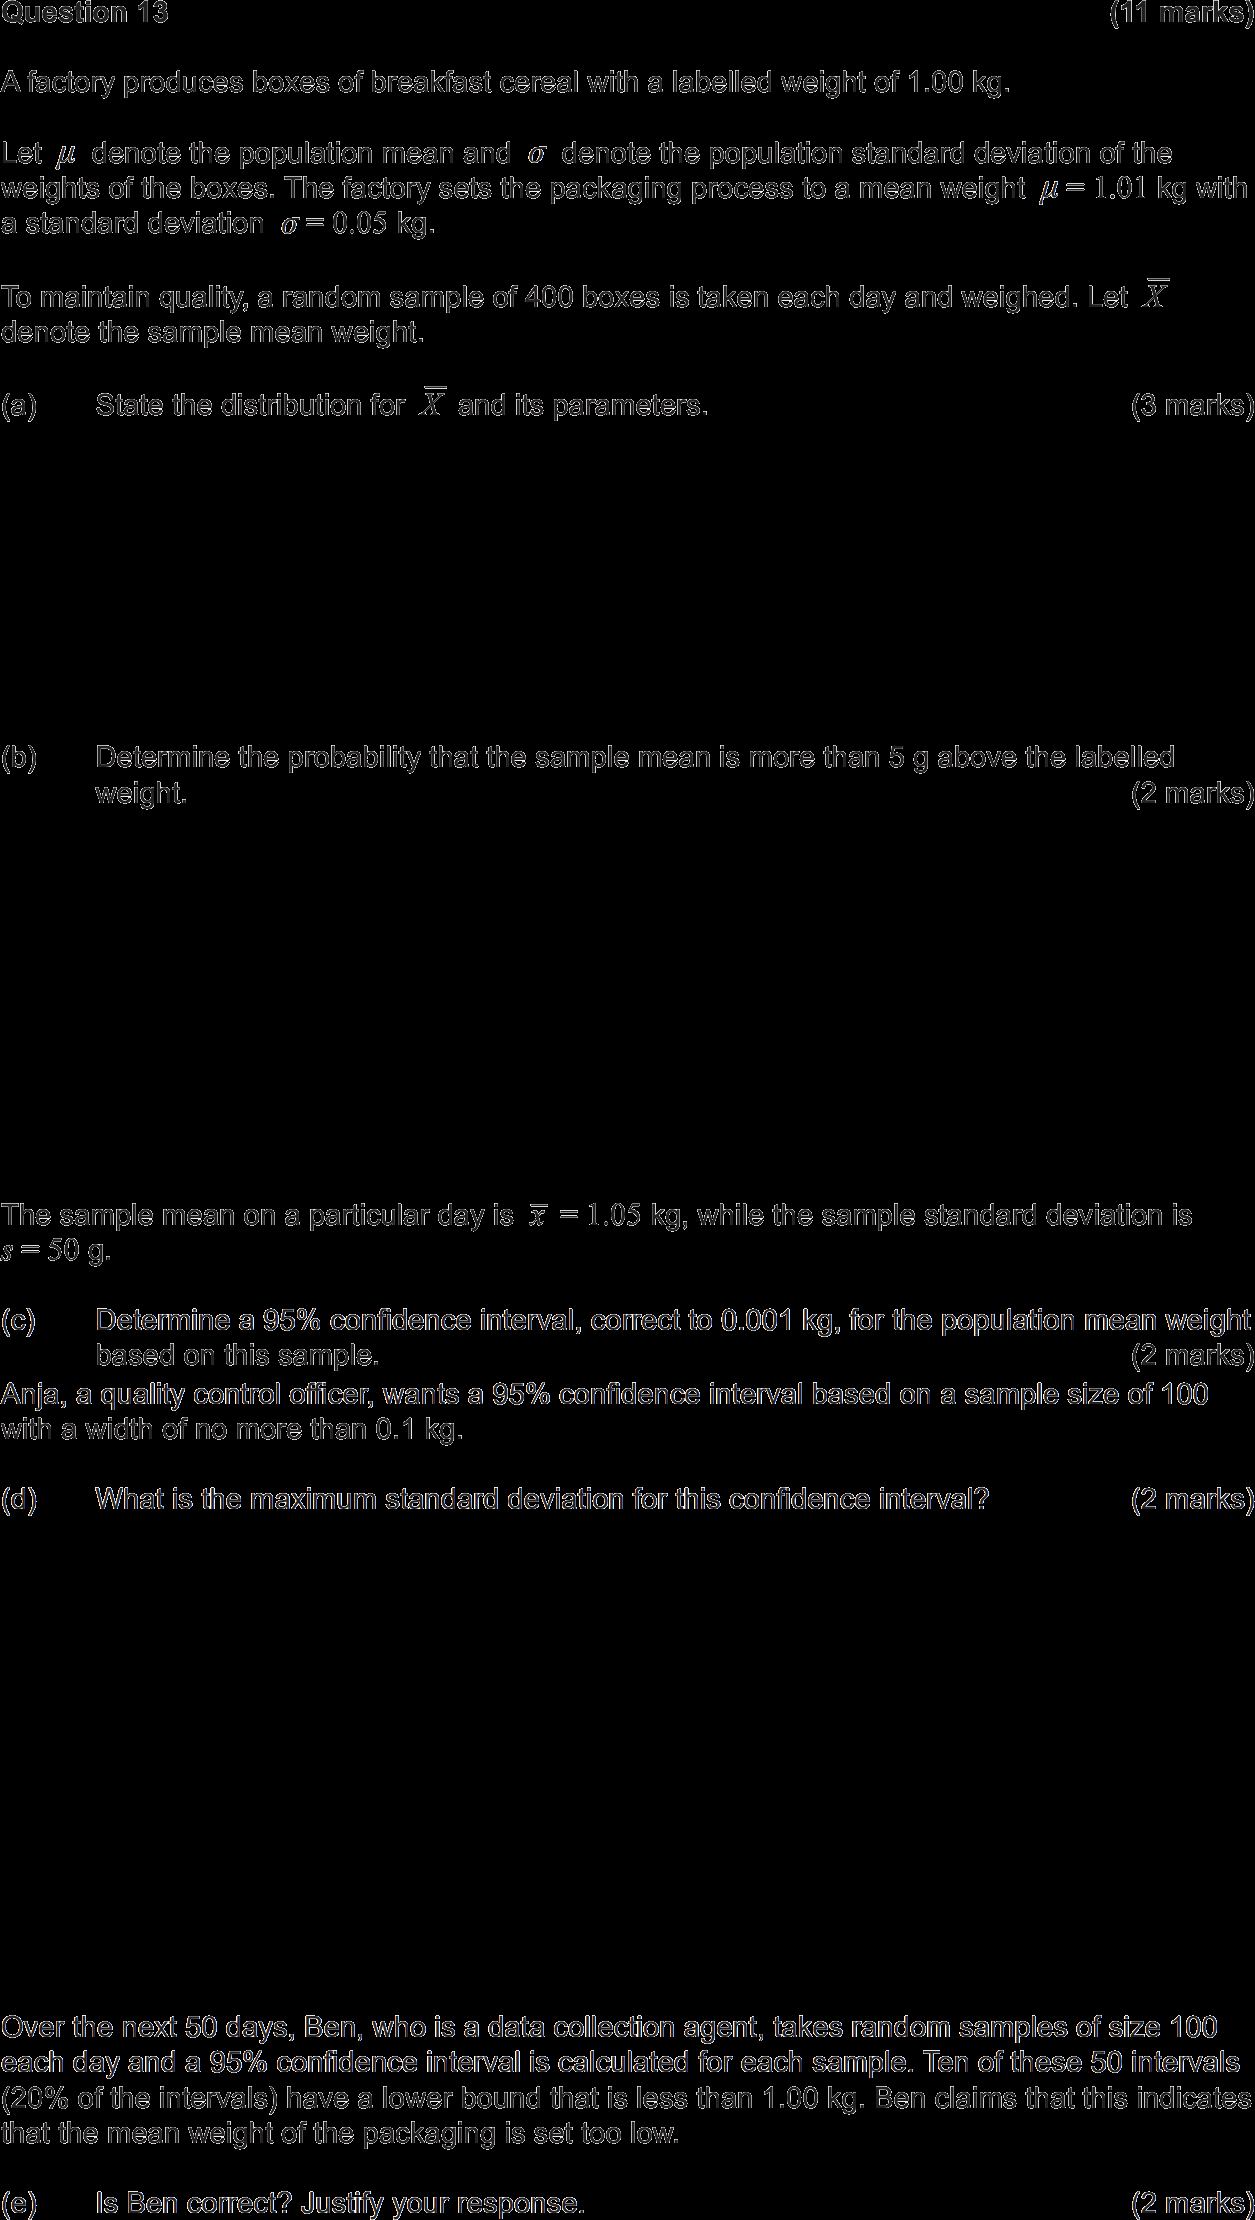 Question 13 (11 marks)
A factory produces boxes of breakfast cereal with a labelled weight of 1.00 kg.
Let μ denote the population mean and σ denote the population standard deviation of the
weights of the boxes. The factory sets the packaging process to a mean weight μ = 1.01 kg with
a standard deviation σ = 0.05 kg.
To maintain quality, a random sample of 400 boxes is taken each day and weighed. Let X̅
denote the sample mean weight.
(a) State the distribution for X̅ and its parameters. (3 marks)
(b) Determine the probability that the sample mean is more than 5 g above the labelled
weight. (2 marks)
The sample mean on a particular day is x̅ = 1.05 kg, while the sample standard deviation is
s = 50 g.
(c) Determine a 95% confidence interval, correct to 0.001 kg, for the population mean weight
based on this sample. (2 marks)
Anja, a quality control officer, wants a 95% confidence interval based on a sample size of 100
with a width of no more than 0.1 kg.
(d) What is the maximum standard deviation for this confidence interval? (2 marks)
Over the next 50 days, Ben, who is a data collection agent, takes random samples of size 100
each day and a 95% confidence interval is calculated for each sample. Ten of these 50 intervals
(20% of the intervals) have a lower bound that is less than 1.00 kg. Ben claims that this indicates
that the mean weight of the packaging is set too low.
(e) Is Ben correct? Justify your response. (2 marks)